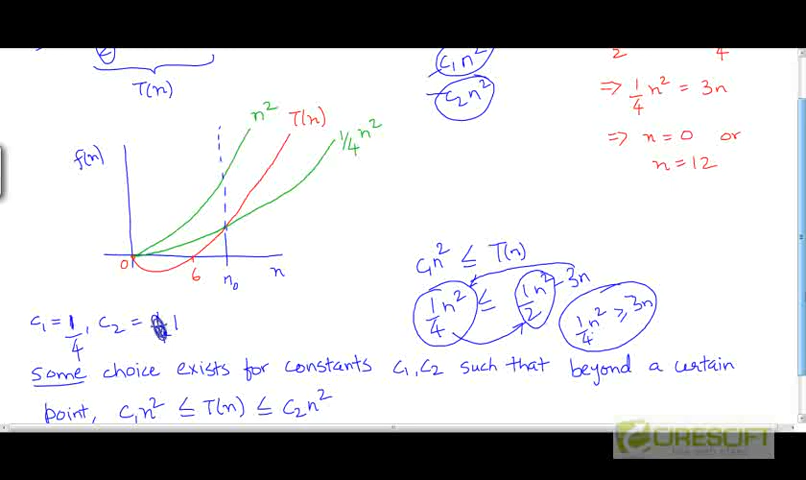 T(n)
c₁n²
c₂n²
2 4
=> 1/4 n² = 3n
=> n = 0 or
n = 12
f(n)
n²
T(n)
1/4 n²
0 6 n₀ n
c₁n² ≤ T(n)
1/4 n² ≤ 1/2 n² - 3n
1/4 n² ≥ 3n
c₁ = 1/4, c₂ = 1
Some choice exists for constants c₁, c₂ such that beyond a certain
point, c₁n² ≤ T(n) ≤ c₂n²